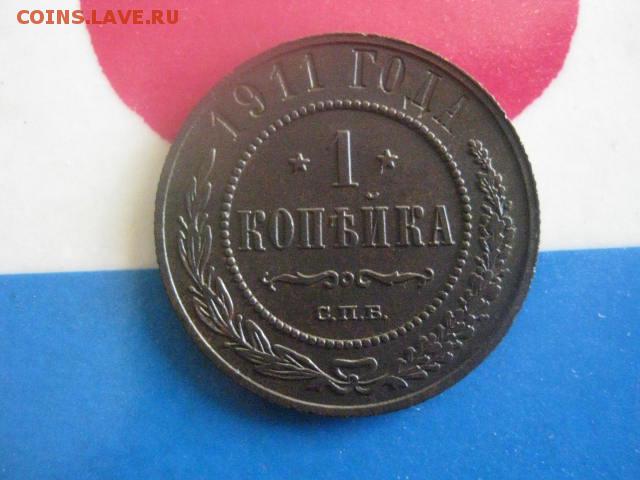 COINS.LAVE.RU
1911 ГОДА
1
КОПѢЙКА
С.П.Б.